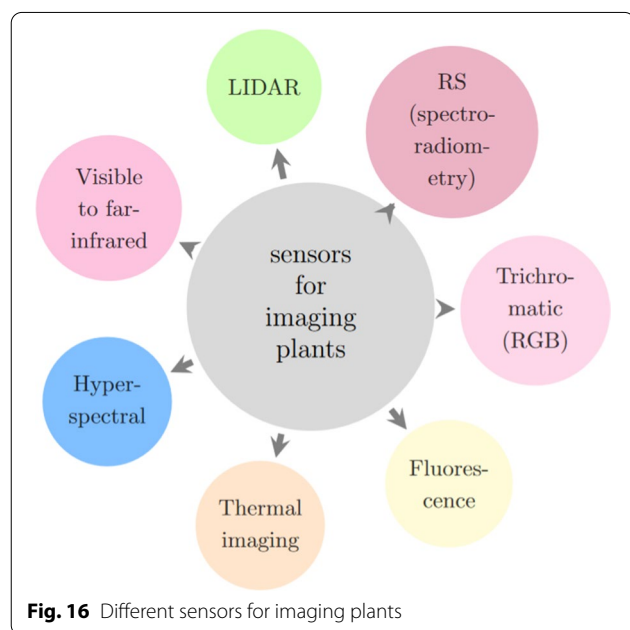 LIDAR
RS
(spectro-
radiom-
etry)
Visible
to far-
infrared
sensors
for
imaging
plants
Trichro-
matic
(RGB)
Hyper-
spectral
Fluores-
cence
Thermal
imaging
Fig. 16 Different sensors for imaging plants